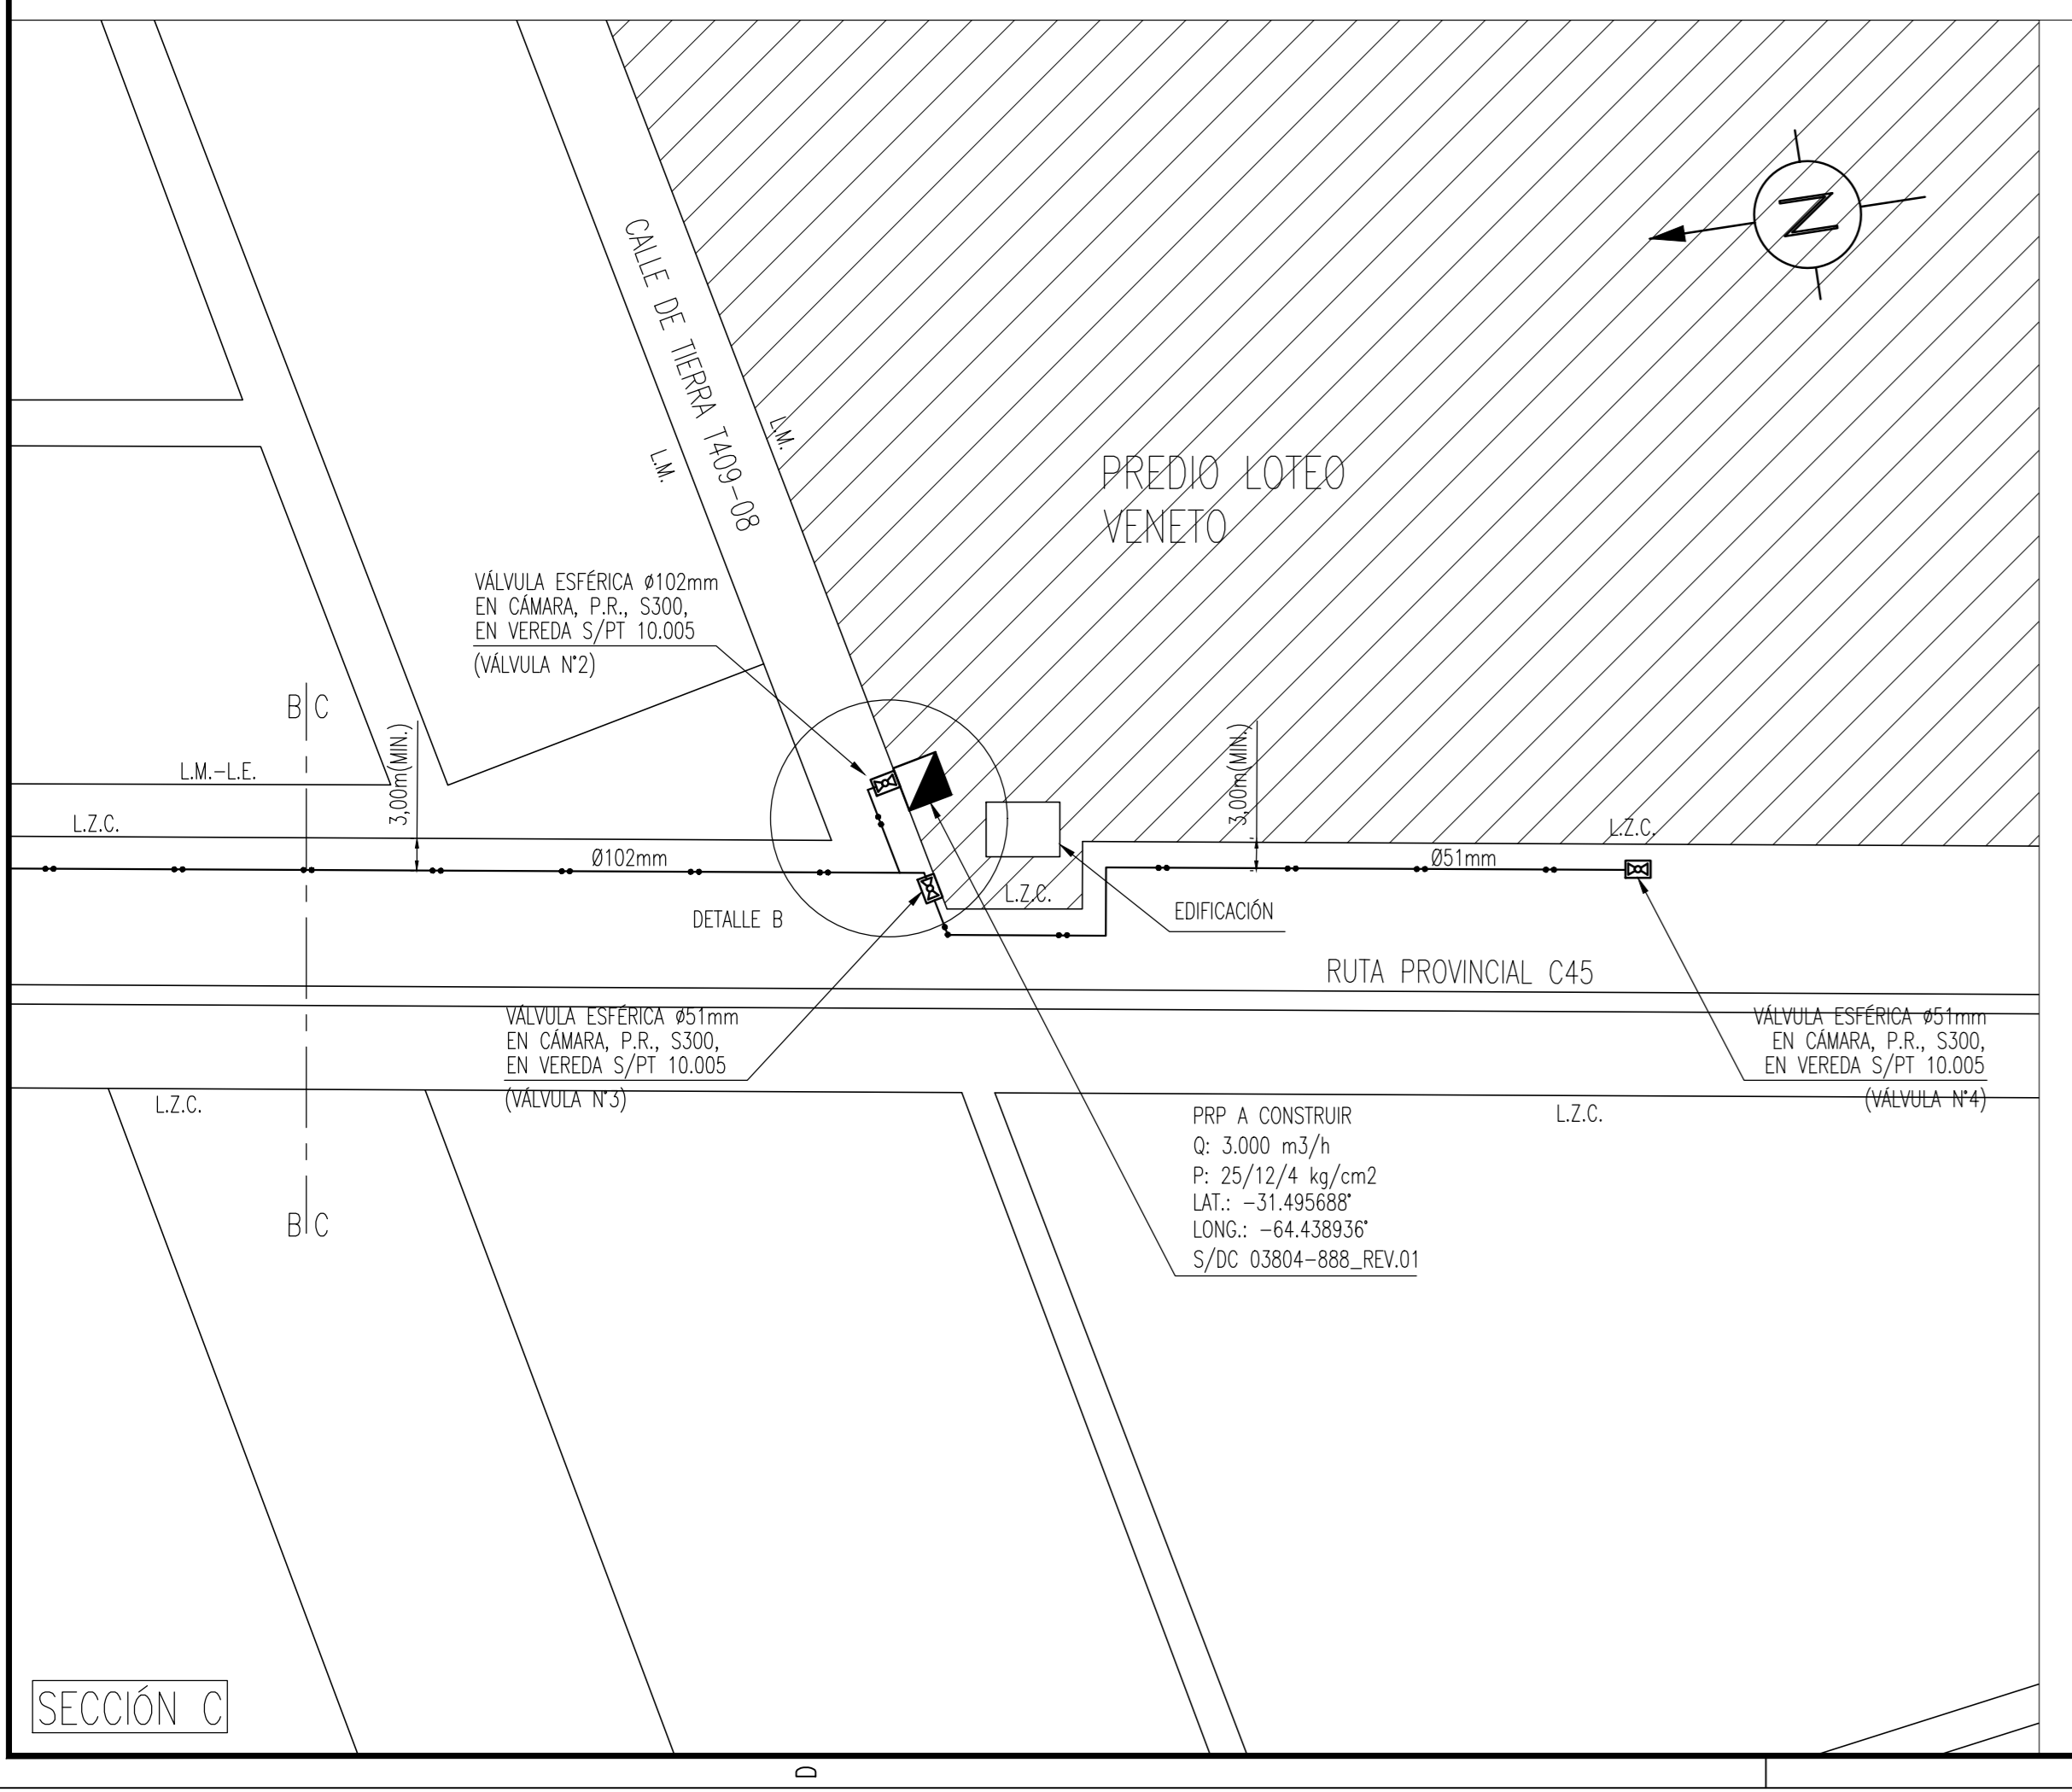 CALLE DE TIERRA T409-08
L.M.
L.M.
N
PREDIO LOTEO
VENETO
VÁLVULA ESFÉRICA Ø102mm
EN CÁMARA, P.R., S300,
EN VEREDA S/PT 10.005
(VÁLVULA N°2)
B C
3,00m(MIN.)
3,00m(MIN.)
L.M.-L.E.
L.Z.C.
L.Z.C.
Ø102mm
Ø51mm
L.Z.C.
DETALLE B
EDIFICACIÓN
RUTA PROVINCIAL C45
VÁLVULA ESFÉRICA Ø51mm
EN CÁMARA, P.R., S300,
EN VEREDA S/PT 10.005
(VÁLVULA N°3)
VÁLVULA ESFÉRICA Ø51mm
EN CÁMARA, P.R., S300,
EN VEREDA S/PT 10.005
(VÁLVULA N°4)
L.Z.C.
L.Z.C.
PRP A CONSTRUIR
Q: 3.000 m3/h
P: 25/12/4 kg/cm2
LAT.: -31.495688°
LONG.: -64.438936°
S/DC 03804-888_REV.01
B C
SECCIÓN C
D